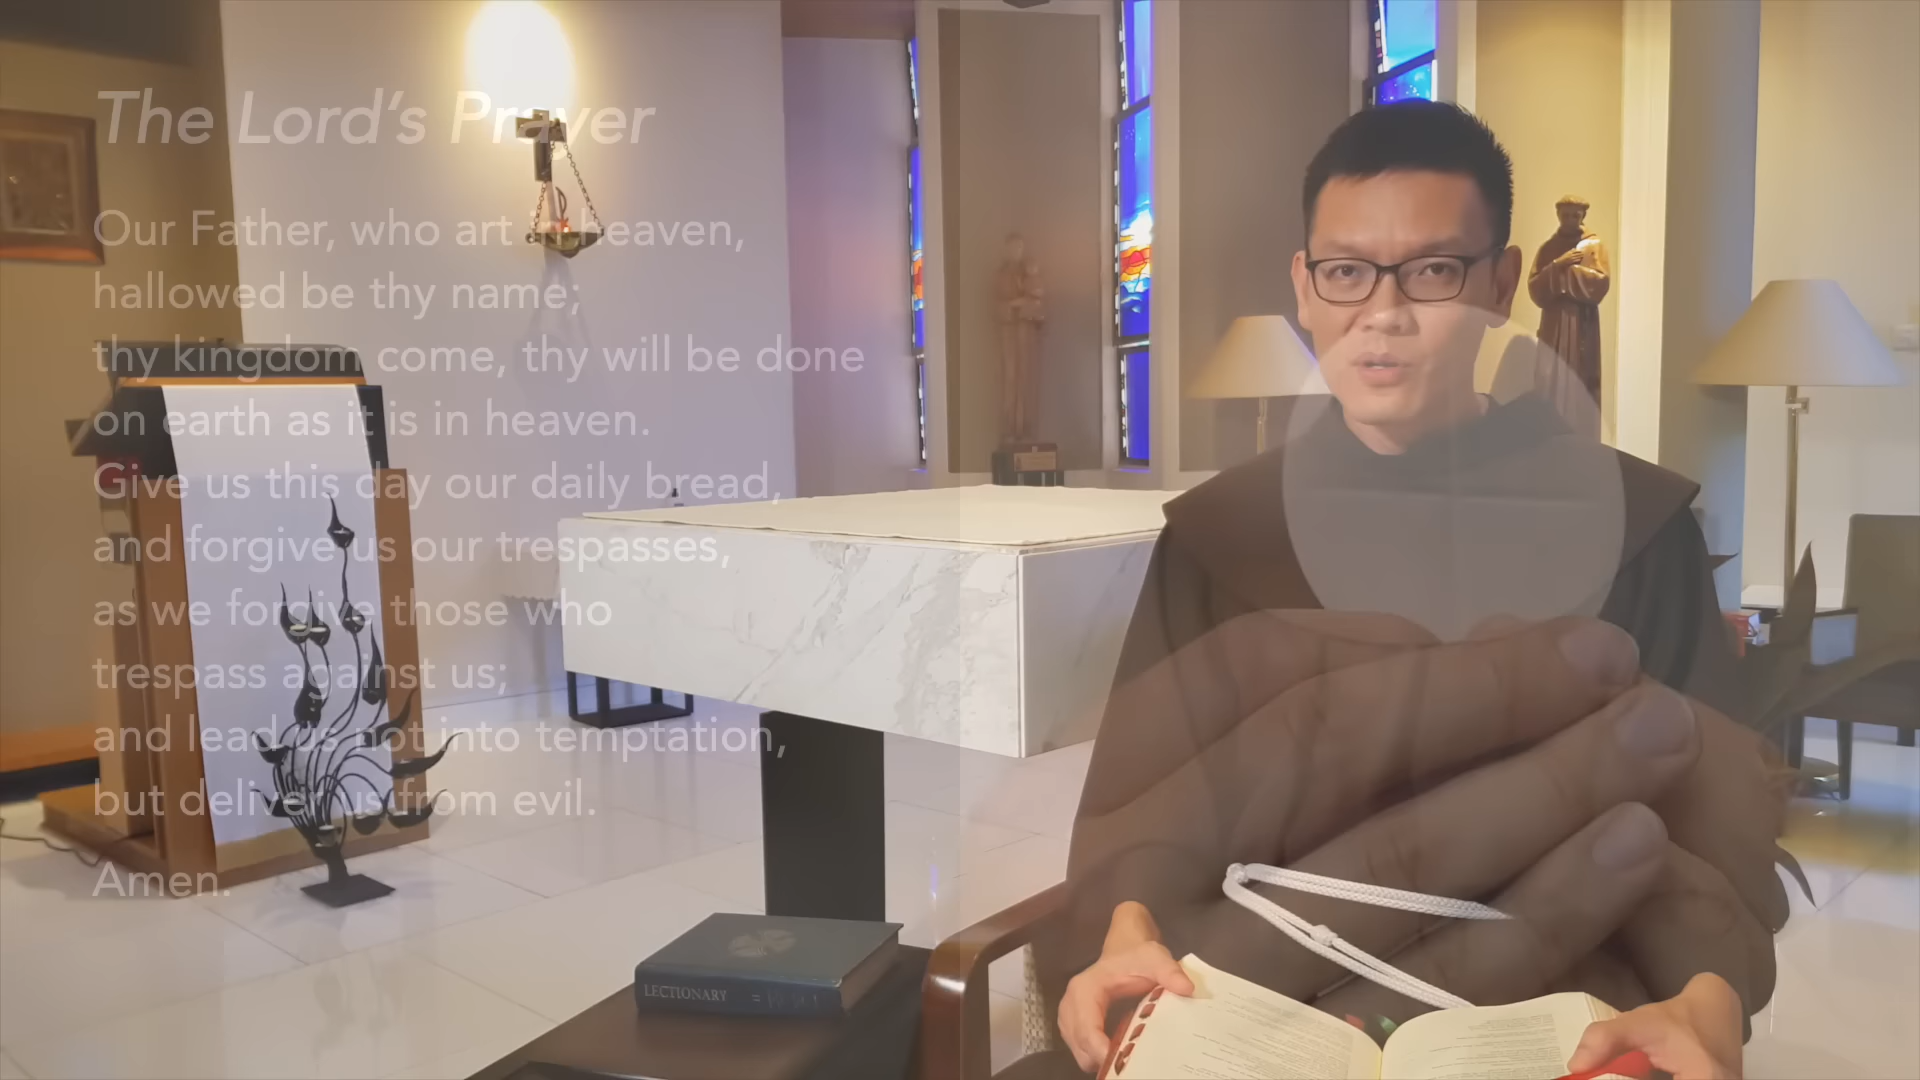 The Lord's Prayer
Our Father, who art in heaven,
hallowed be thy name;
thy kingdom come, thy will be done
on earth as it is in heaven.
Give us this day our daily bread,
and forgive us our trespasses,
as we forgive those who
trespass against us;
and lead us not into temptation,
but deliver us from evil.
Amen.
LECTIONARY